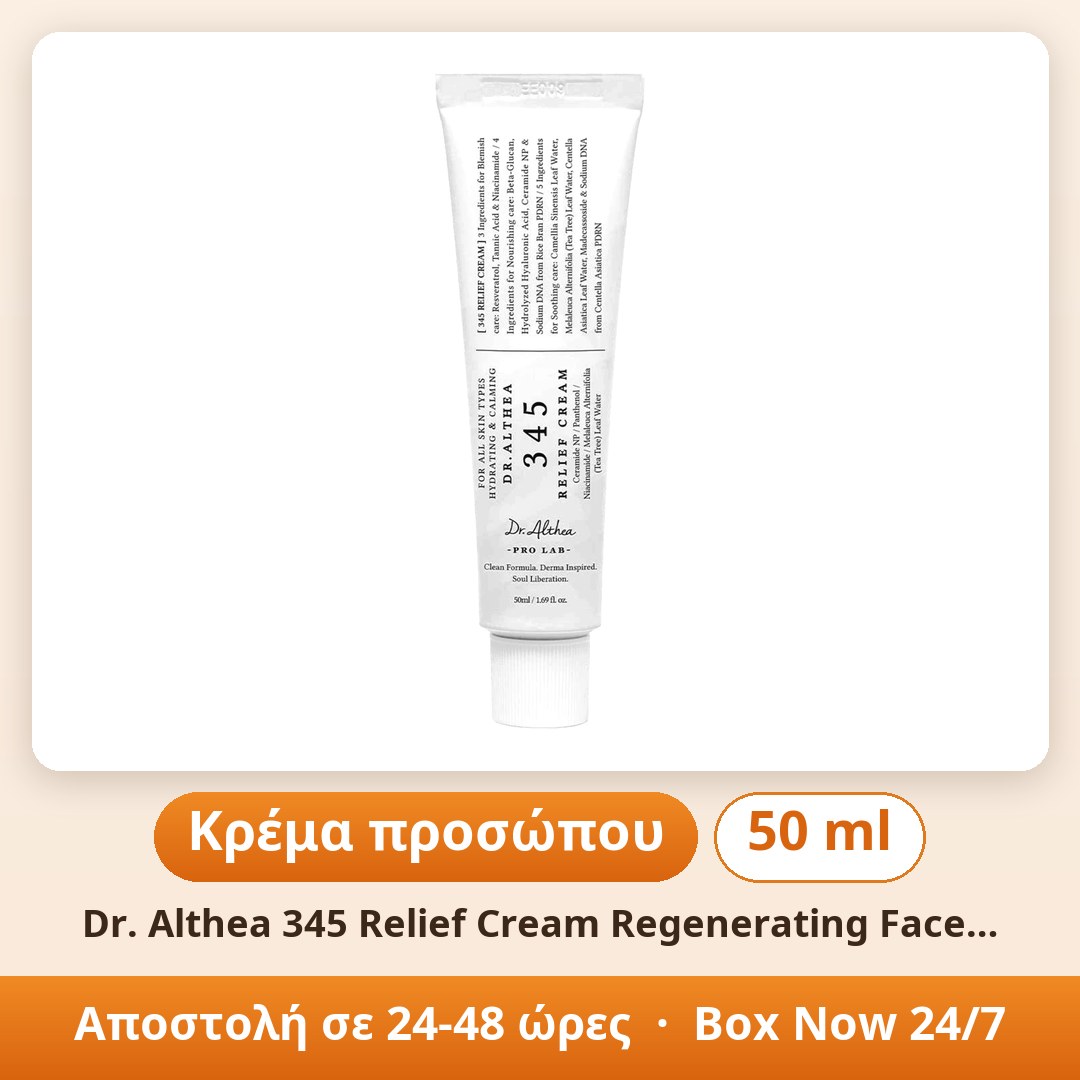 [ 345 RELIEF CREAM ] 3 Ingredients for Blemish
care: Resveratrol, Tannic Acid & Niacinamide / 4
Ingredients for Nourishing care: Beta-Glucan,
Hydrolyzed Hyaluronic Acid, Ceramide NP &
Sodium DNA from Rice Bran PDRN / 5 Ingredients
for Soothing care: Camellia Sinensis Leaf Water,
Melaleuca Alternifolia (Tea Tree) Leaf Water, Centella
Asiatica Leaf Water, Madecassoside & Sodium DNA
from Centella Asiatica PDRN
FOR ALL SKIN TYPES
HYDRATING & CALMING
DR.ALTHEA
345
RELIEF CREAM
Ceramide NP / Panthenol /
Niacinamide / Melaleuca Alternifolia
(Tea Tree) Leaf Water
Dr. Althea
-PRO LAB-
Clean Formula. Derma Inspired.
Soul Liberation.
50ml / 1.69 fl. oz.
Κρέμα προσώπου
50 ml
Dr. Althea 345 Relief Cream Regenerating Face...
Αποστολή σε 24-48 ώρες · Box Now 24/7